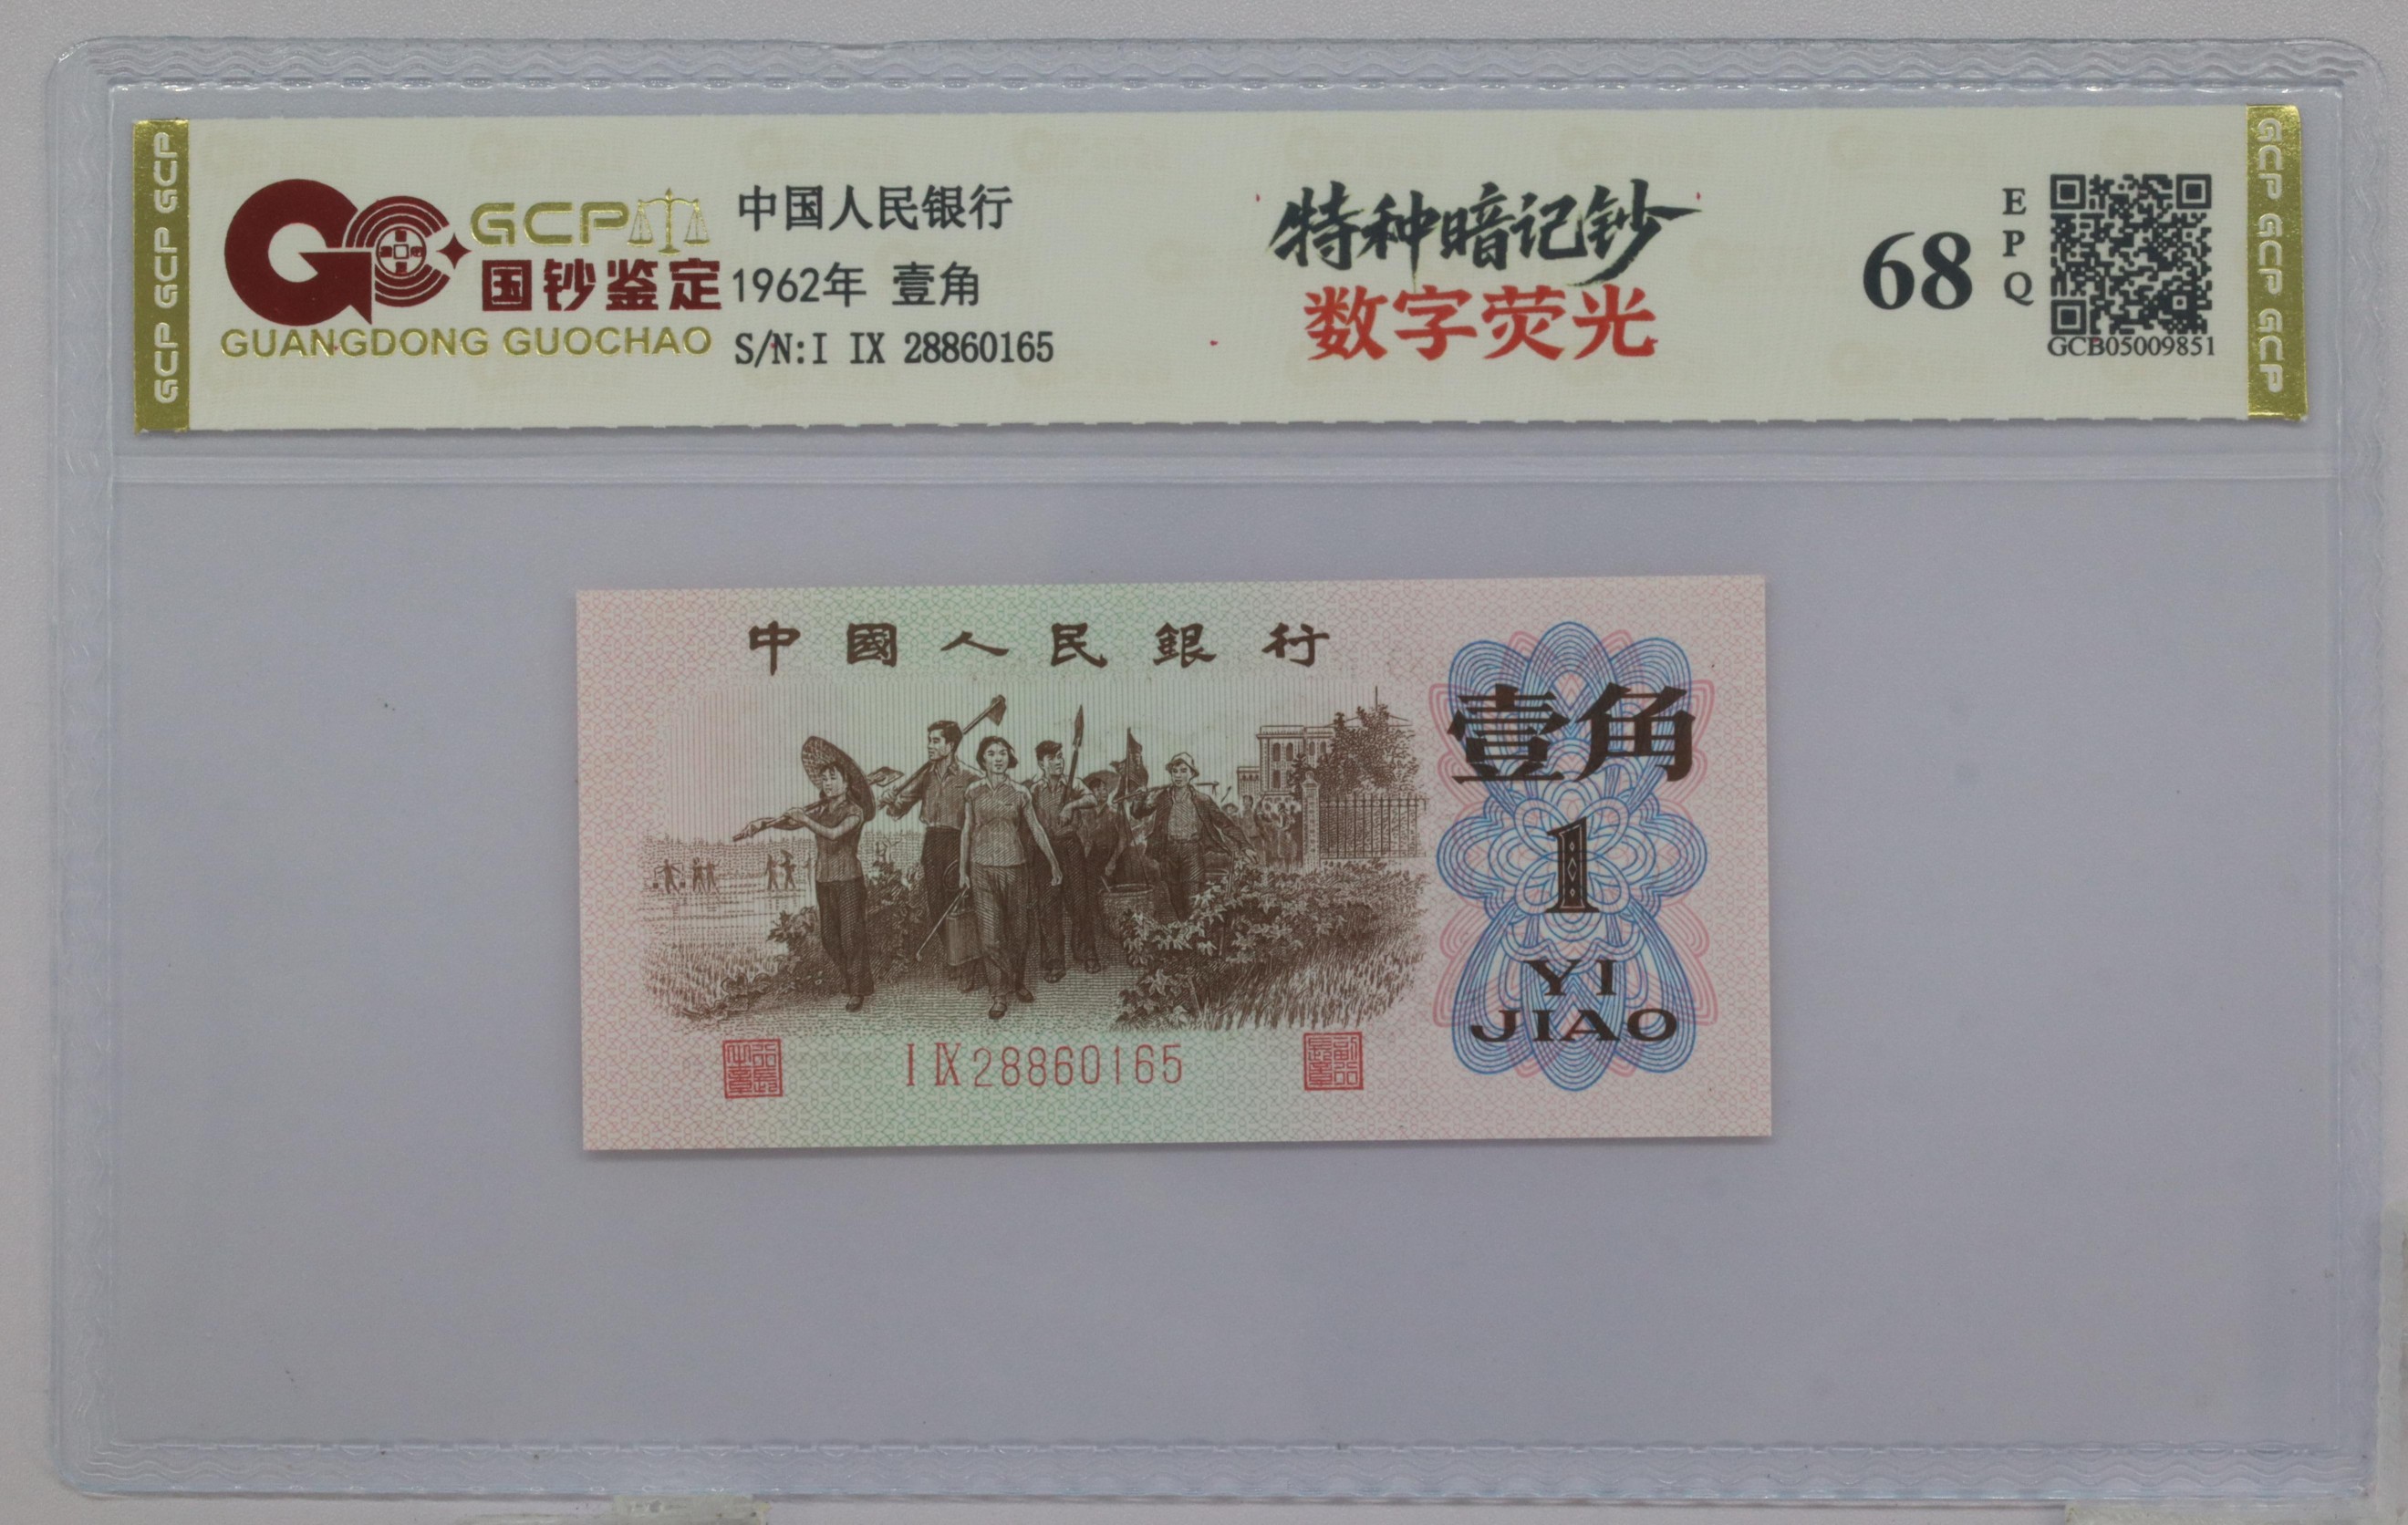 GCP GCP GCP
GCP
国钞鉴定
GUANGDONG GUOCHAO
中国人民银行
1962年 壹角
S/N:I IX 28860165
特种暗记钞
数字荧光
68
EPQ
GCB05009851
GCP GCP GCP
中國人民銀行
壹角
1
YI
JIAO
I IX 28860165